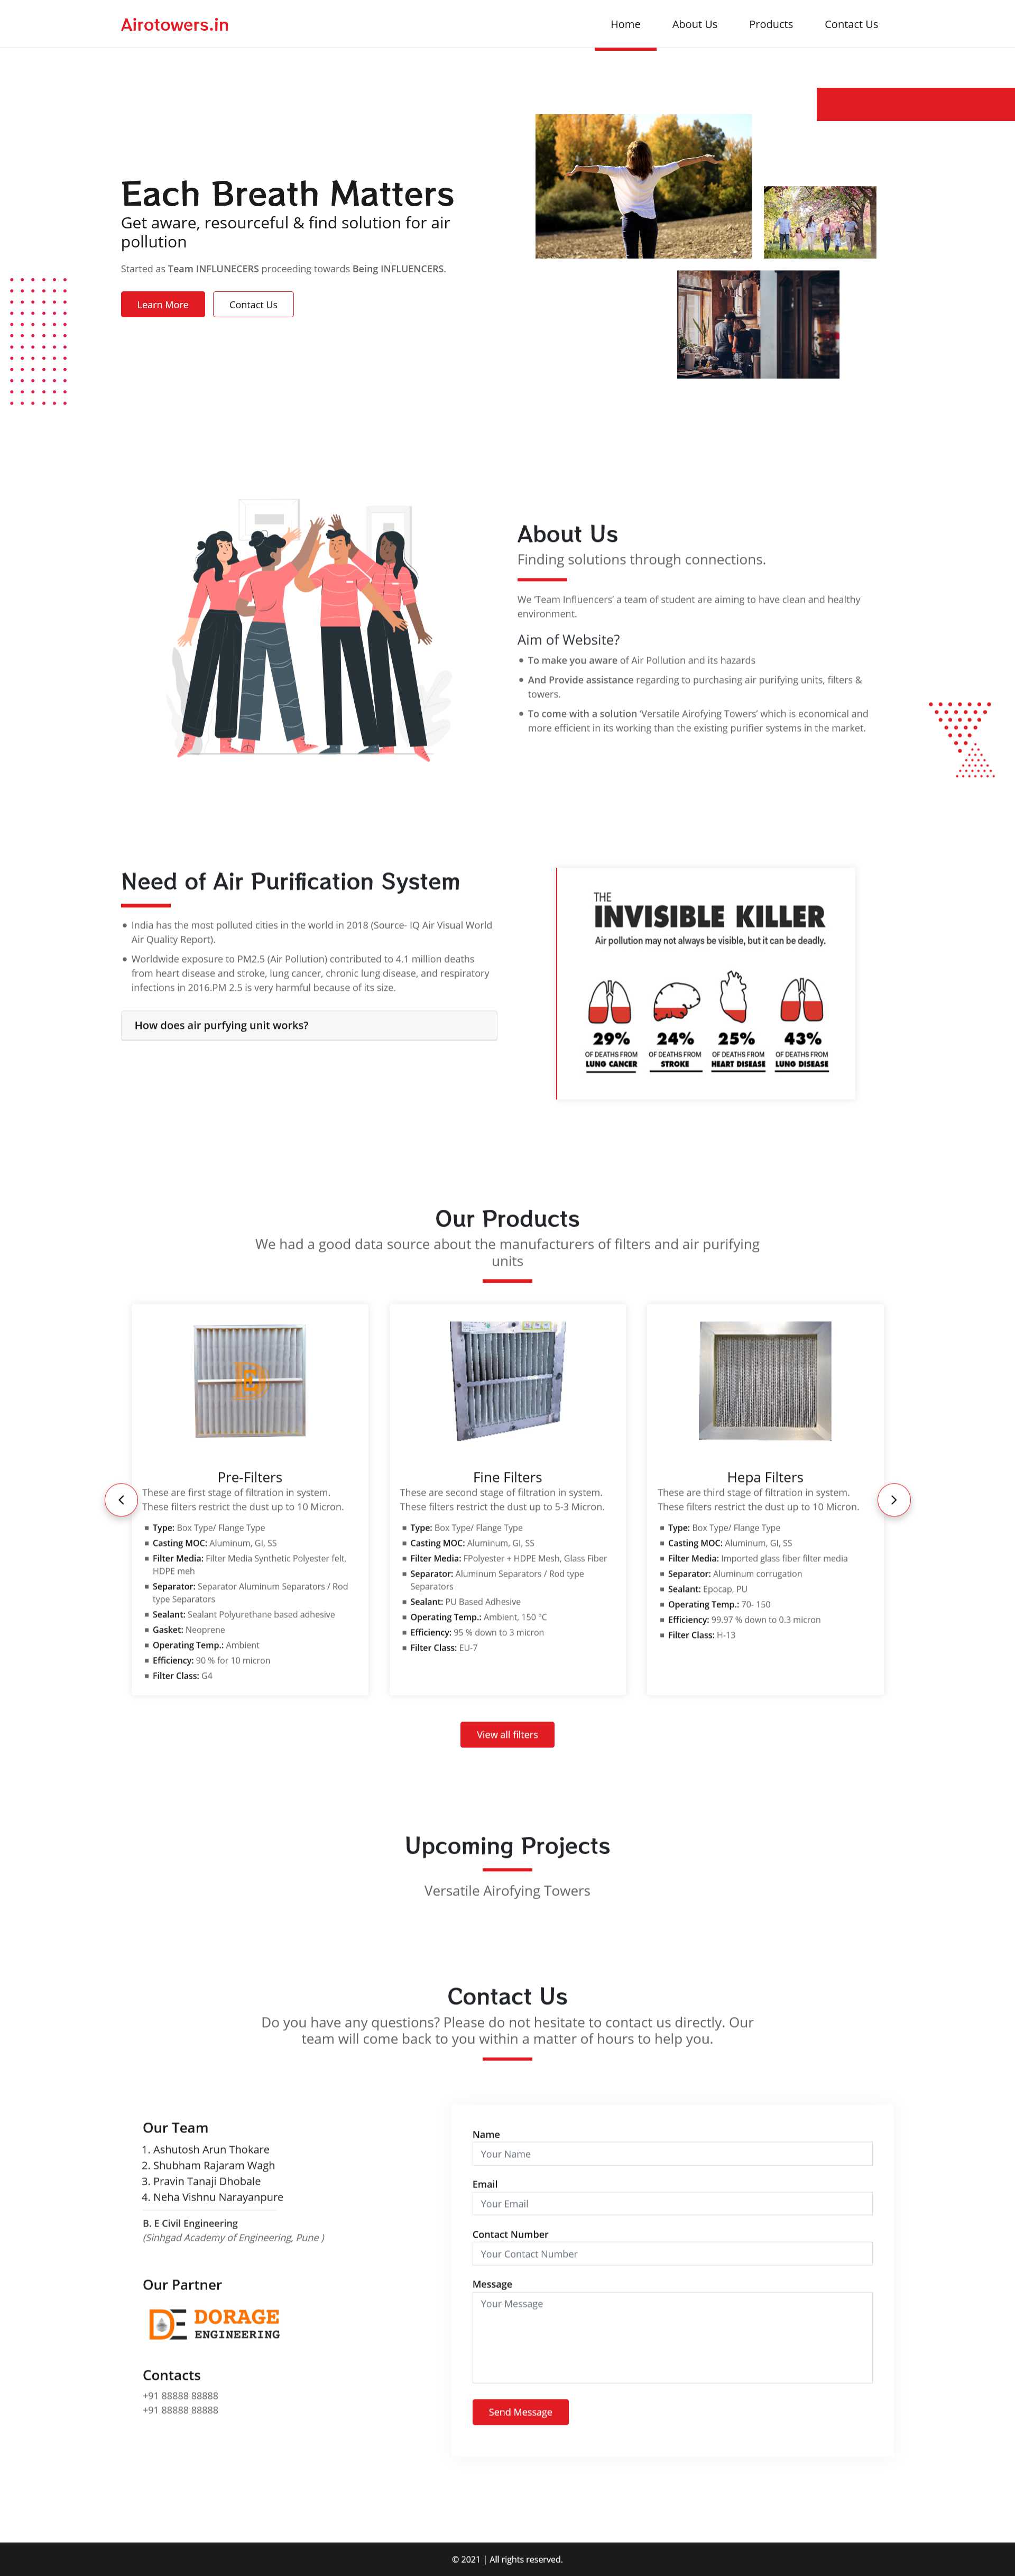 Airotowers.in
Home
About Us
Products
Contact Us
Each Breath Matters
Get aware, resourceful & find solution for air
pollution
Started as Team INFLUNECERS proceeding towards Being INFLUENCERS.
Learn More
Contact Us
About Us
Finding solutions through connections.
We ‘Team Influencers’ a team of student are aiming to have clean and healthy
environment.
Aim of Website?
To make you aware of Air Pollution and its hazards
And Provide assistance regarding to purchasing air purifying units, filters &
towers.
To come with a solution ‘Versatile Airofying Towers’ which is economical and
more efficient in its working than the existing purifier systems in the market.
Need of Air Purification System
India has the most polluted cities in the world in 2018 (Source- IQ Air Visual World
Air Quality Report).
Worldwide exposure to PM2.5 (Air Pollution) contributed to 4.1 million deaths
from heart disease and stroke, lung cancer, chronic lung disease, and respiratory
infections in 2016.PM 2.5 is very harmful because of its size.
How does air purfying unit works?
THE
INVISIBLE KILLER
Air pollution may not always be visible, but it can be deadly.
29%
OF DEATHS FROM
LUNG CANCER
24%
OF DEATHS FROM
STROKE
25%
OF DEATHS FROM
HEART DISEASE
43%
OF DEATHS FROM
LUNG DISEASE
Our Products
We had a good data source about the manufacturers of filters and air purifying
units
Pre-Filters
These are first stage of filtration in system.
These filters restrict the dust up to 10 Micron.
Type: Box Type/ Flange Type
Casting MOC: Aluminum, GI, SS
Filter Media: Filter Media Synthetic Polyester felt,
HDPE meh
Separator: Separator Aluminum Separators / Rod
type Separators
Sealant: Sealant Polyurethane based adhesive
Gasket: Neoprene
Operating Temp.: Ambient
Efficiency: 90 % for 10 micron
Filter Class: G4
Fine Filters
These are second stage of filtration in system.
These filters restrict the dust up to 5-3 Micron.
Type: Box Type/ Flange Type
Casting MOC: Aluminum, GI, SS
Filter Media: FPolyester + HDPE Mesh, Glass Fiber
Separator: Aluminum Separators / Rod type
Separators
Sealant: PU Based Adhesive
Operating Temp.: Ambient, 150 °C
Efficiency: 95 % down to 3 micron
Filter Class: EU-7
Hepa Filters
These are third stage of filtration in system.
These filters restrict the dust up to 10 Micron.
Type: Box Type/ Flange Type
Casting MOC: Aluminum, GI, SS
Filter Media: Imported glass fiber filter media
Separator: Aluminum corrugation
Sealant: Epocap, PU
Operating Temp.: 70- 150
Efficiency: 99.97 % down to 0.3 micron
Filter Class: H-13
View all filters
Upcoming Projects
Versatile Airofying Towers
Contact Us
Do you have any questions? Please do not hesitate to contact us directly. Our
team will come back to you within a matter of hours to help you.
Our Team
1. Ashutosh Arun Thokare
2. Shubham Rajaram Wagh
3. Pravin Tanaji Dhobale
4. Neha Vishnu Narayanpure
B. E Civil Engineering
(Sinhgad Academy of Engineering, Pune )
Our Partner
DE DORAGE
ENGINEERING
Contacts
+91 88888 88888
+91 88888 88888
Name
Your Name
Email
Your Email
Contact Number
Your Contact Number
Message
Your Message
Send Message
© 2021 | All rights reserved.